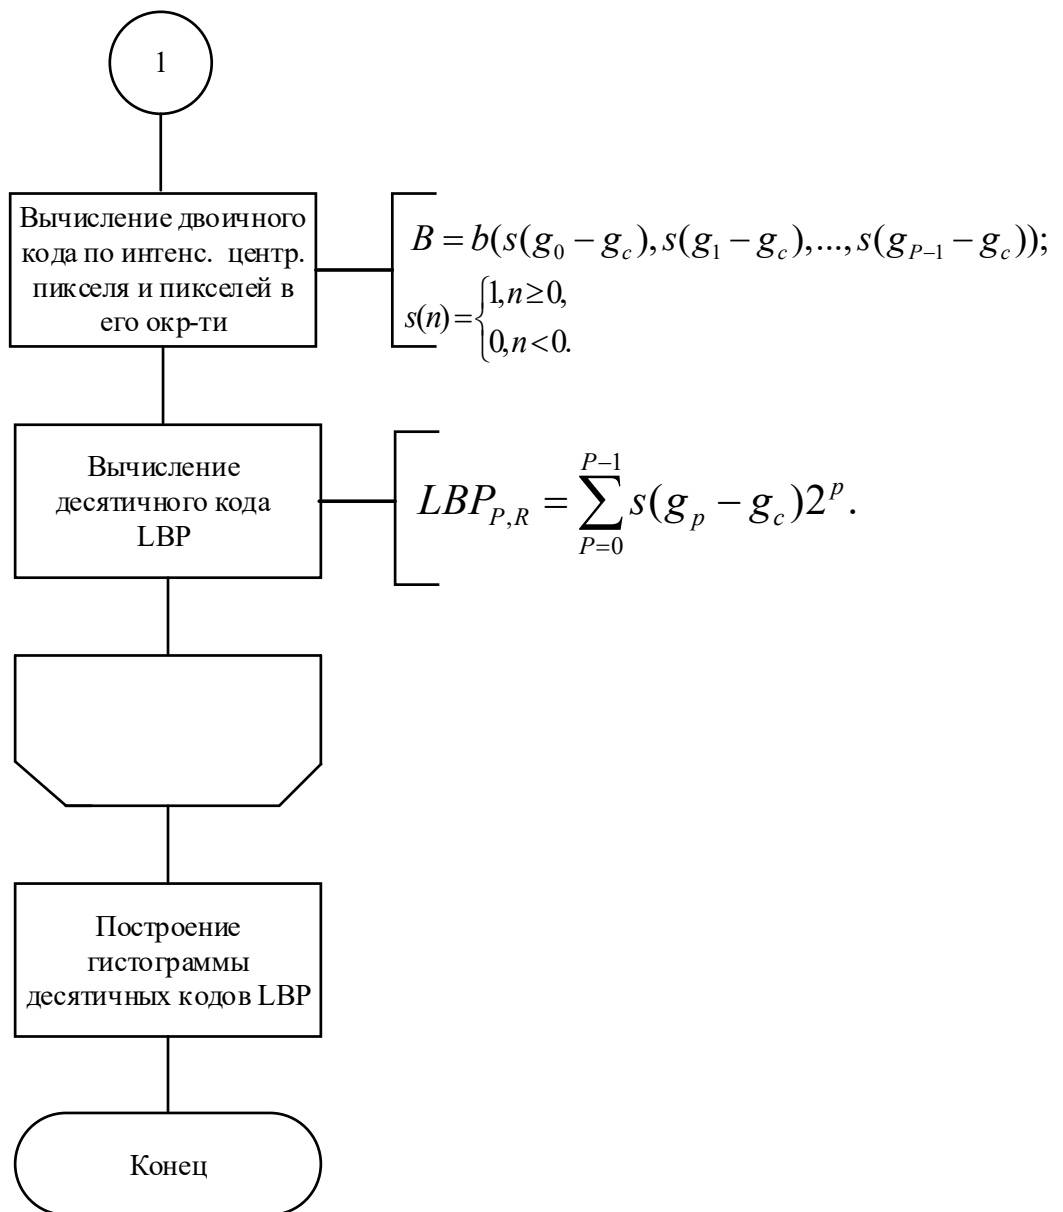 1
Вычисление двоичного
кода по интенс. центр.
пикселя и пикселей в
его окр-ти
B = b(s(g_0 − g_c), s(g_1 − g_c),..., s(g_{P−1} − g_c));
s(n) = {1, n ≥ 0,
0, n < 0.
Вычисление
десятичного кода
LBP
LBP_{P,R} = \sum_{P=0}^{P−1} s(g_p − g_c)2^p.
Построение
гистограммы
десятичных кодов LBP
Конец